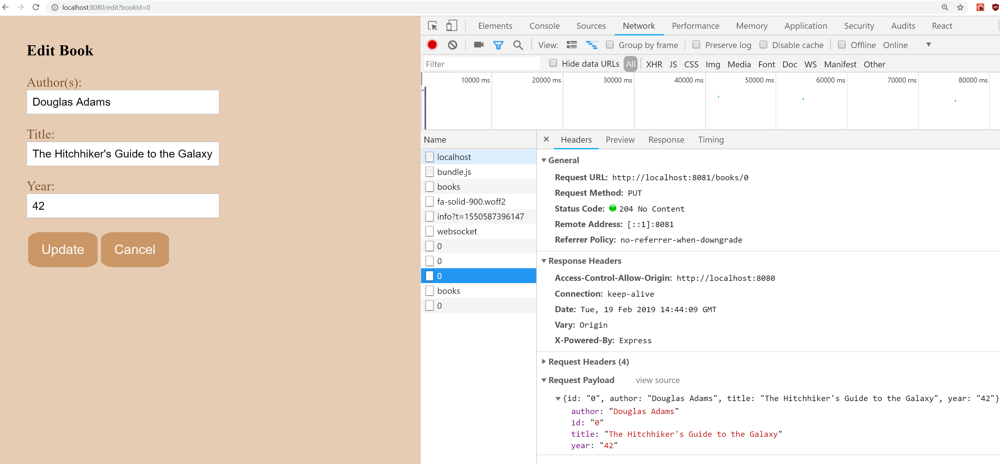 localhost:8080/edit?bookId=0
Edit Book
Author(s):
Douglas Adams
Title:
The Hitchhiker's Guide to the Galaxy
Year:
42
Update Cancel
Elements Console Sources Network Performance Memory Application Security Audits React
View: Group by frame Preserve log Disable cache Offline Online
Filter Hide data URLs All XHR JS CSS Img Media Font Doc WS Manifest Other
10000 ms 20000 ms 30000 ms 40000 ms 50000 ms 60000 ms 70000 ms 80000 ms
Name
localhost
bundle.js
books
fa-solid-900.woff2
info?t=1550587396147
websocket
0
0
0
books
0
× Headers Preview Response Timing
General
Request URL: http://localhost:8081/books/0
Request Method: PUT
Status Code: 204 No Content
Remote Address: [::1]:8081
Referrer Policy: no-referrer-when-downgrade
Response Headers
Access-Control-Allow-Origin: http://localhost:8080
Connection: keep-alive
Date: Tue, 19 Feb 2019 14:44:09 GMT
Vary: Origin
X-Powered-By: Express
Request Headers (4)
Request Payload view source
{id: "0", author: "Douglas Adams", title: "The Hitchhiker's Guide to the Galaxy", year: "42"}
author: "Douglas Adams"
id: "0"
title: "The Hitchhiker's Guide to the Galaxy"
year: "42"